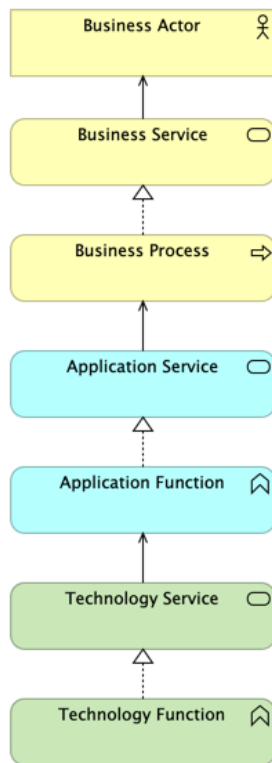 Business Actor
Business Service
Business Process
Application Service
Application Function
Technology Service
Technology Function